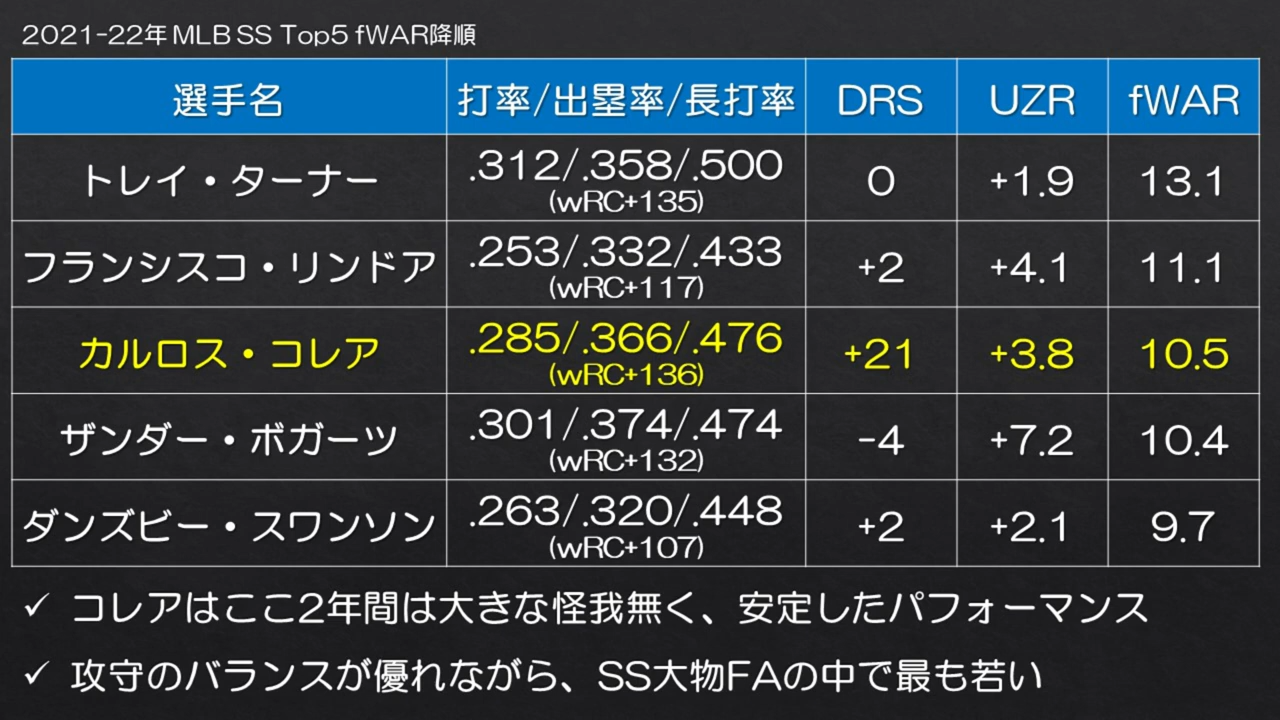 2021-22年 MLB SS Top5 fWAR降順
選手名 打率/出塁率/長打率 DRS UZR fWAR
トレイ・ターナー .312/.358/.500 0 +1.9 13.1
(wRC+135)
フランシスコ・リンドア .253/.332/.433 +2 +4.1 11.1
(wRC+117)
カルロス・コレア .285/.366/.476 +21 +3.8 10.5
(wRC+136)
ザンダー・ボガーツ .301/.374/.474 -4 +7.2 10.4
(wRC+132)
ダンズビー・スワンソン .263/.320/.448 +2 +2.1 9.7
(wRC+107)
✓ コレアはここ2年間は大きな怪我無く、安定したパフォーマンス
✓ 攻守のバランスが優れながら、SS大物FAの中で最も若い